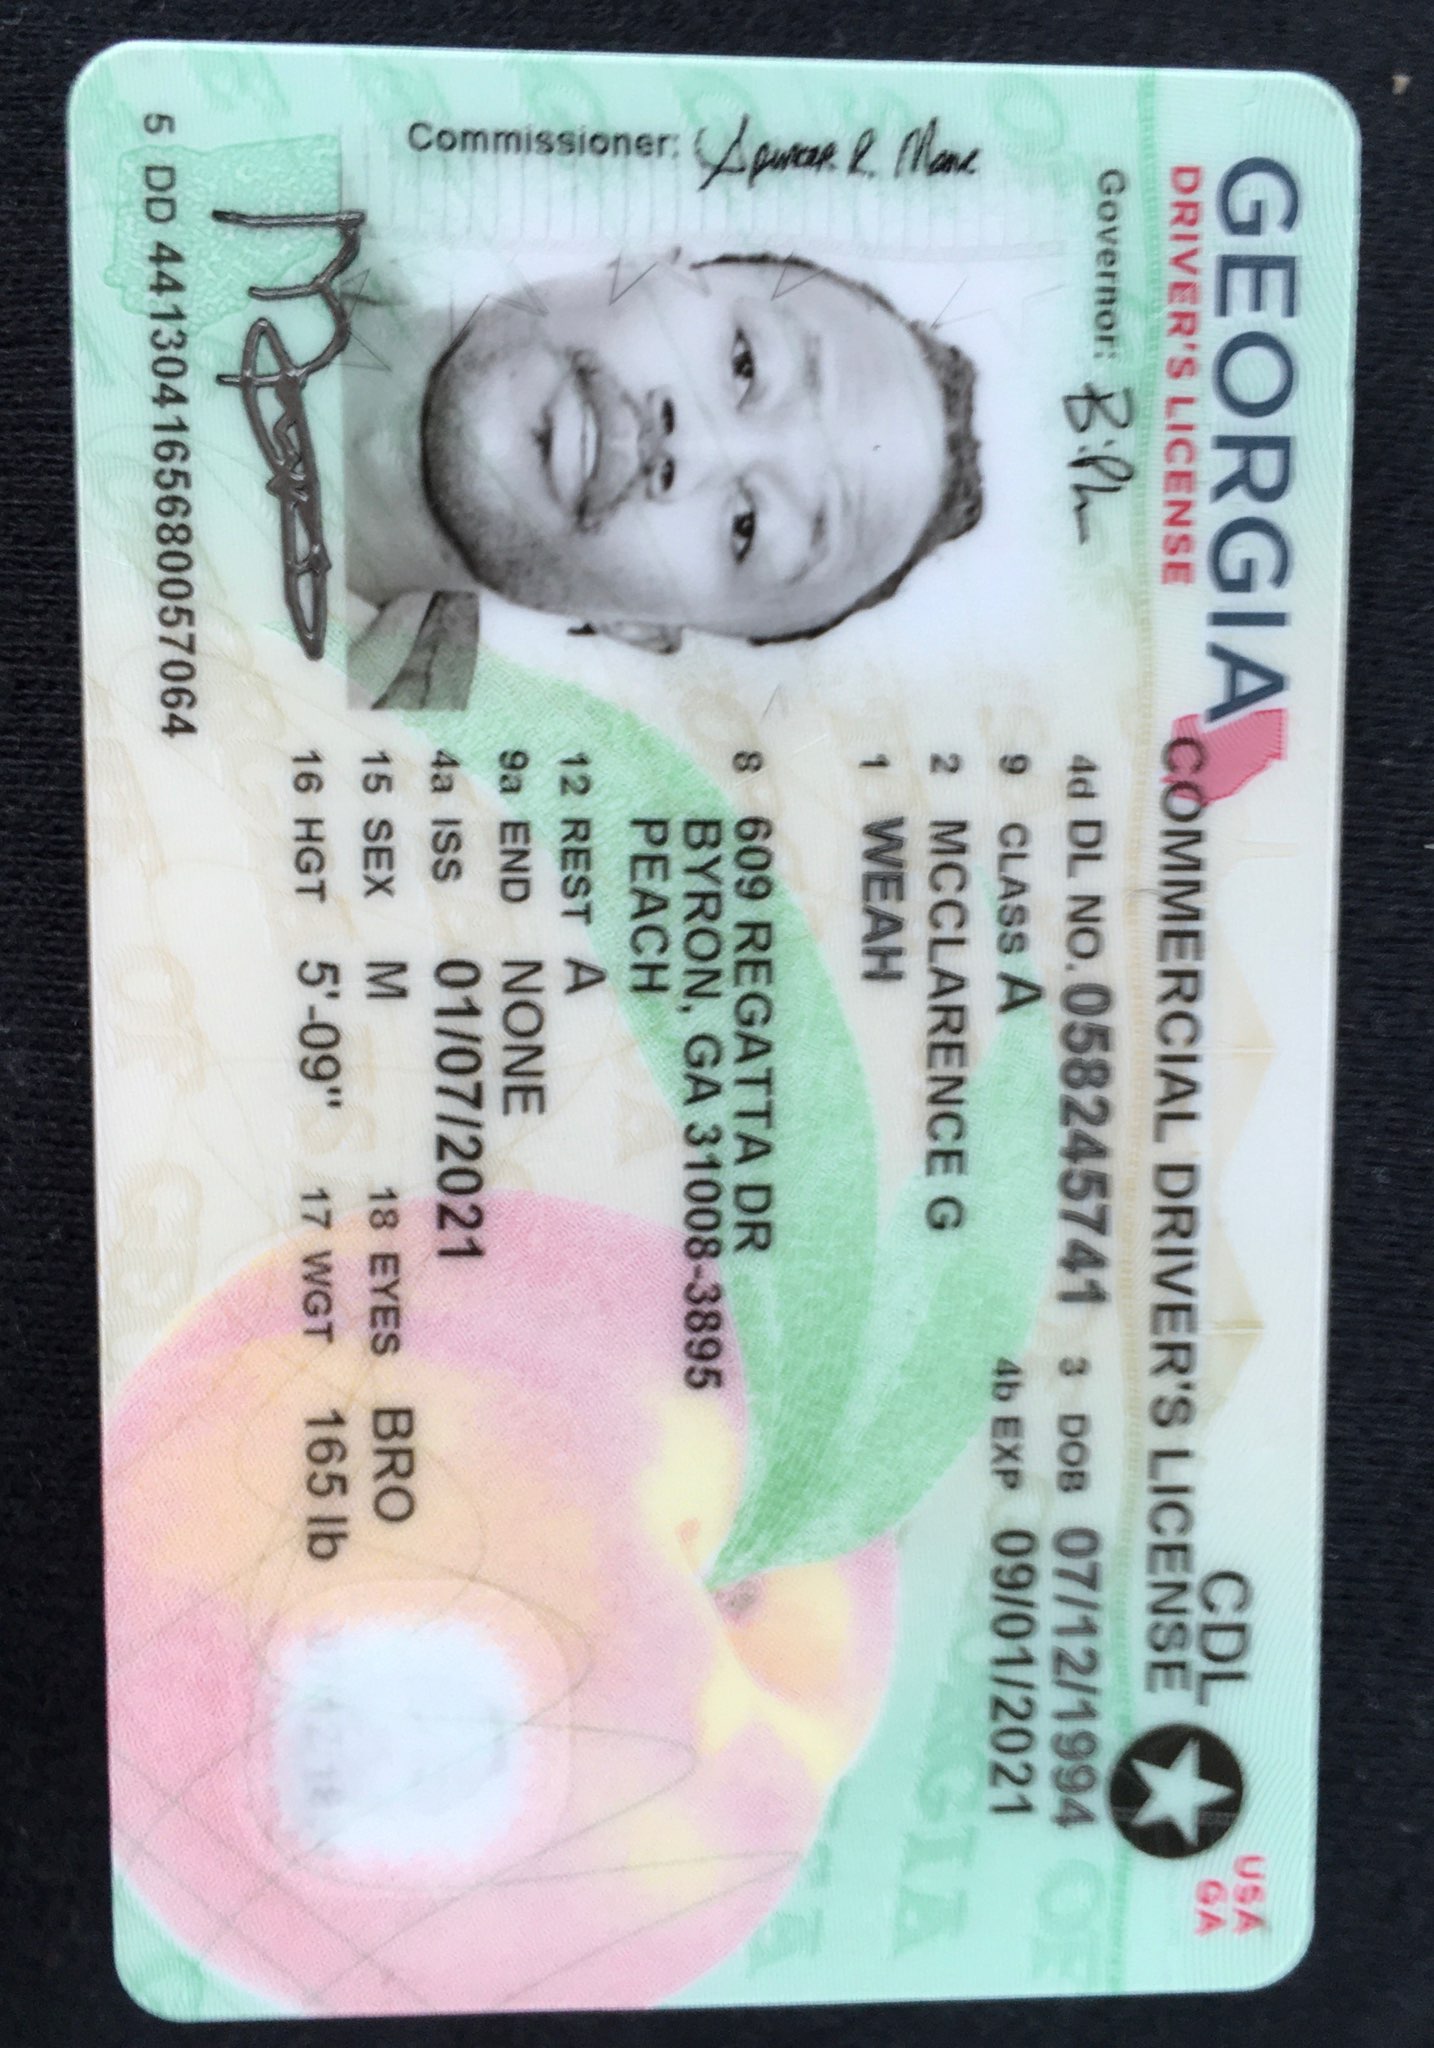 GEORGIA
DRIVER'S LICENSE
USA
GA
CDL
COMMERCIAL DRIVER'S LICENSE
Governor:
4d DL NO. 058245741 3 DOB 07/12/1994
9 CLASS A 4b EXP 09/01/2021
2 MCCLARENCE G
1 WEAH
8 609 REGATTA DR
BYRON, GA 31008-3895
PEACH
12 REST A
9a END NONE
4a ISS 01/07/2021
15 SEX M 18 EYES BRO
16 HGT 5'-09" 17 WGT 165 lb
Commissioner: Spencer R. Moore
5 DD 441304165680057064